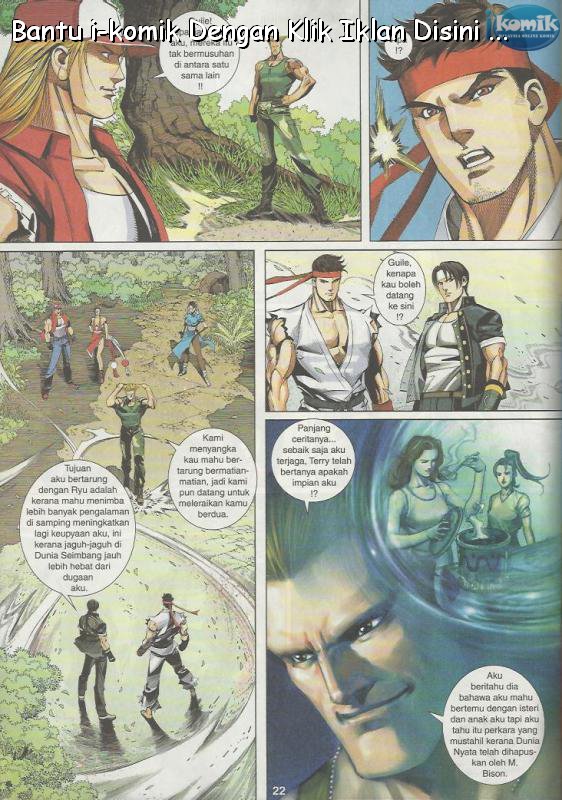 Bantu i-komik Dengan Klik Iklan Disini ...
komik
aku, mereka itu
tak bermusuhan
di antara satu
sama lain
!!
!?
Guile,
kenapa
kau boleh
datang
ke sini
!?
Kami
menyangka
kau mahu ber-
tarung bermatian-
matian, jadi kami
pun datang untuk
meleraikan kamu
berdua.
Tujuan
aku bertarung
dengan Ryu adalah
kerana mahu menimba
lebih banyak pengalaman
di samping meningkatkan
lagi keupyaan aku, ini
kerana jaguh-jaguh di
Dunia Seimbang jauh
lebih hebat dari
dugaan
aku.
Panjang
ceritanya...
sebaik saja aku
terjaga, Terry telah
bertanya apakah
impian aku
!?
Aku
beritahu dia
bahawa aku mahu
bertemu dengan isteri
dan anak aku tapi aku
tahu itu perkara yang
mustahil kerana Dunia
Nyata telah dihapus-
kan oleh M.
Bison.
22